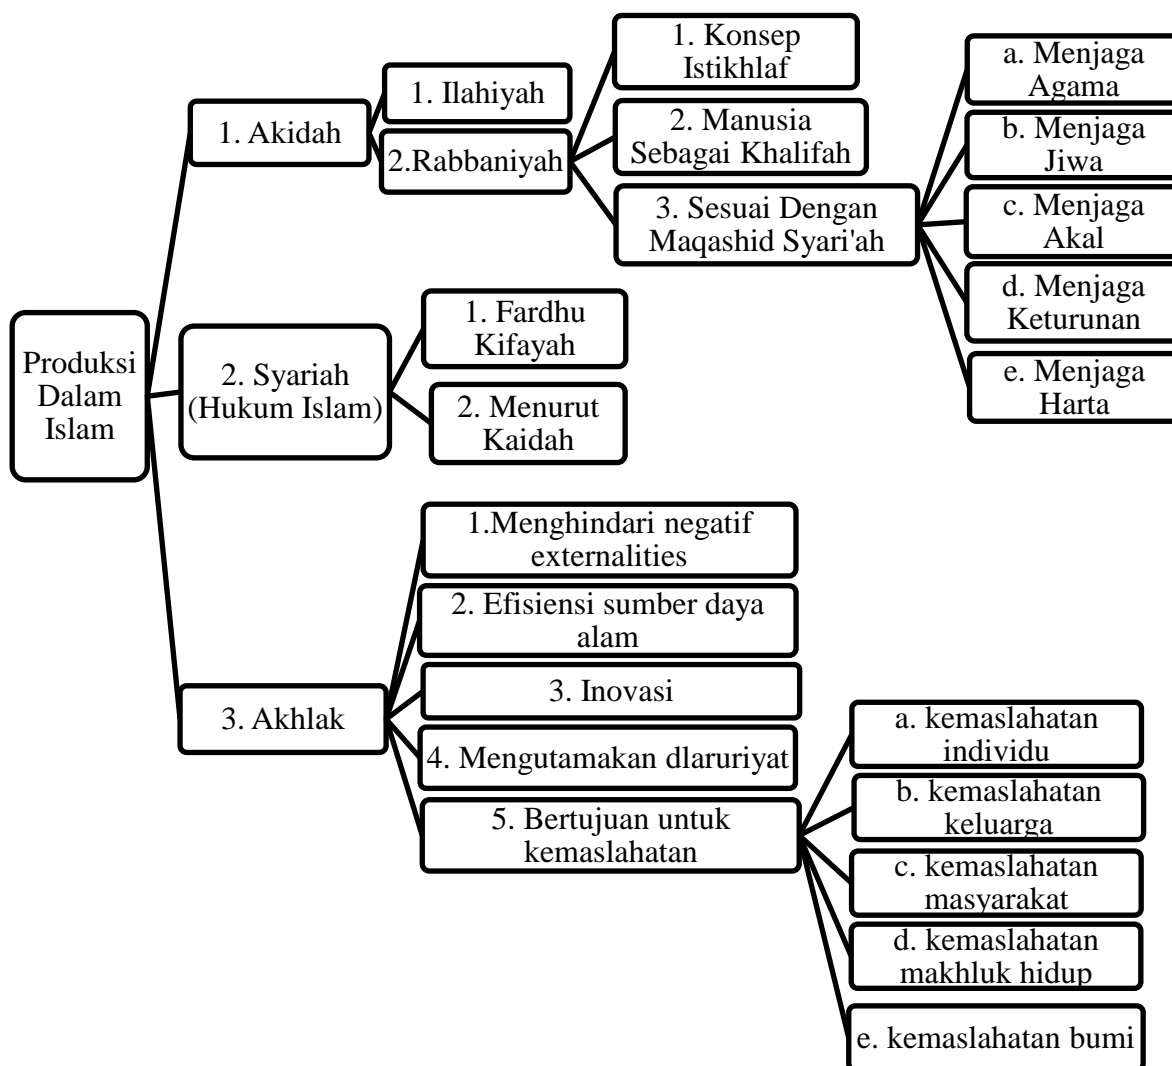 Produksi
Dalam
Islam
1. Akidah
1. Ilahiyah
2.Rabbaniyah
1. Konsep
Istikhlaf
2. Manusia
Sebagai Khalifah
3. Sesuai Dengan
Maqashid Syari'ah
a. Menjaga
Agama
b. Menjaga
Jiwa
c. Menjaga
Akal
d. Menjaga
Keturunan
e. Menjaga
Harta
2. Syariah
(Hukum Islam)
1. Fardhu
Kifayah
2. Menurut
Kaidah
3. Akhlak
1.Menghindari negatif
externalities
2. Efisiensi sumber daya
alam
3. Inovasi
4. Mengutamakan dlaruriyat
5. Bertujuan untuk
kemaslahatan
a. kemaslahatan
individu
b. kemaslahatan
keluarga
c. kemaslahatan
masyarakat
d. kemaslahatan
makhluk hidup
e. kemaslahatan bumi